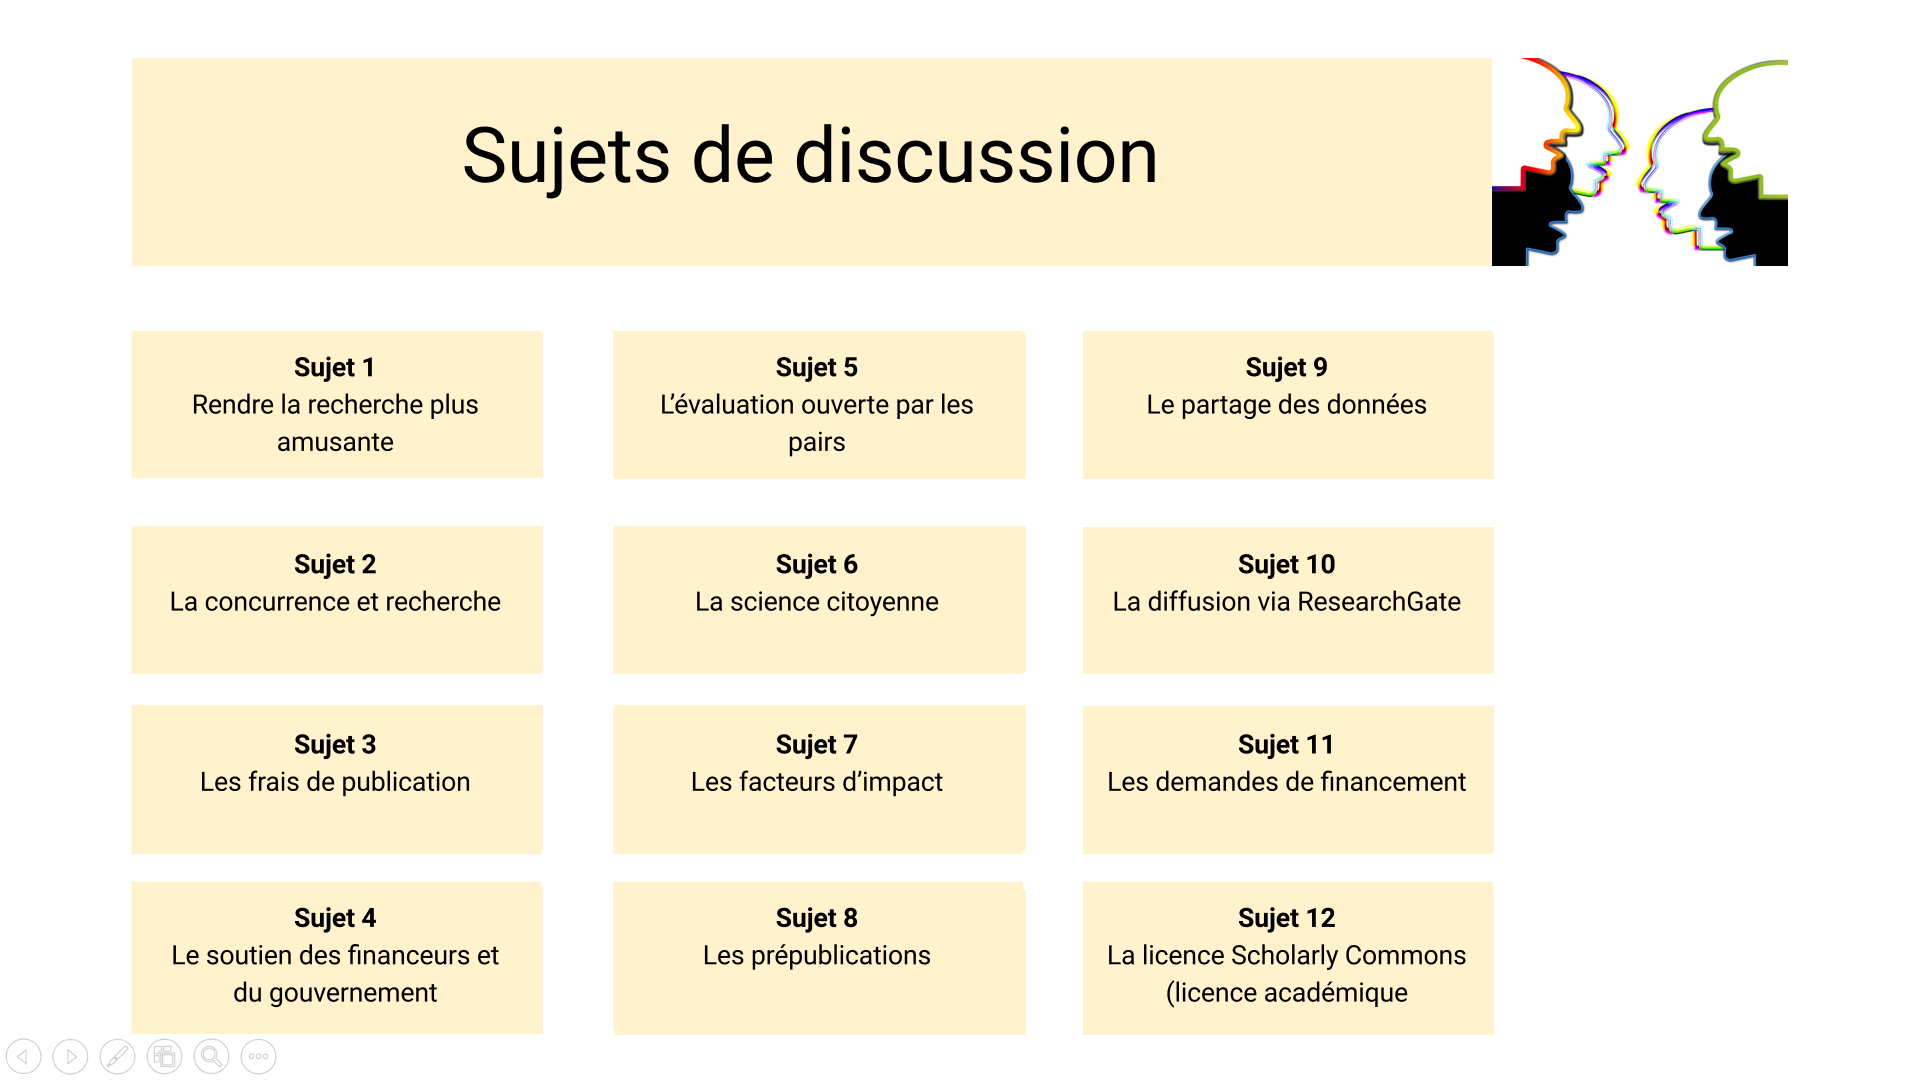 Sujets de discussion
Sujet 1
Rendre la recherche plus
amusante
Sujet 2
La concurrence et recherche
Sujet 3
Les frais de publication
Sujet 4
Le soutien des financeurs et
du gouvernement
Sujet 5
L’évaluation ouverte par les
pairs
Sujet 6
La science citoyenne
Sujet 7
Les facteurs d’impact
Sujet 8
Les prépublications
Sujet 9
Le partage des données
Sujet 10
La diffusion via ResearchGate
Sujet 11
Les demandes de financement
Sujet 12
La licence Scholarly Commons
(licence académique